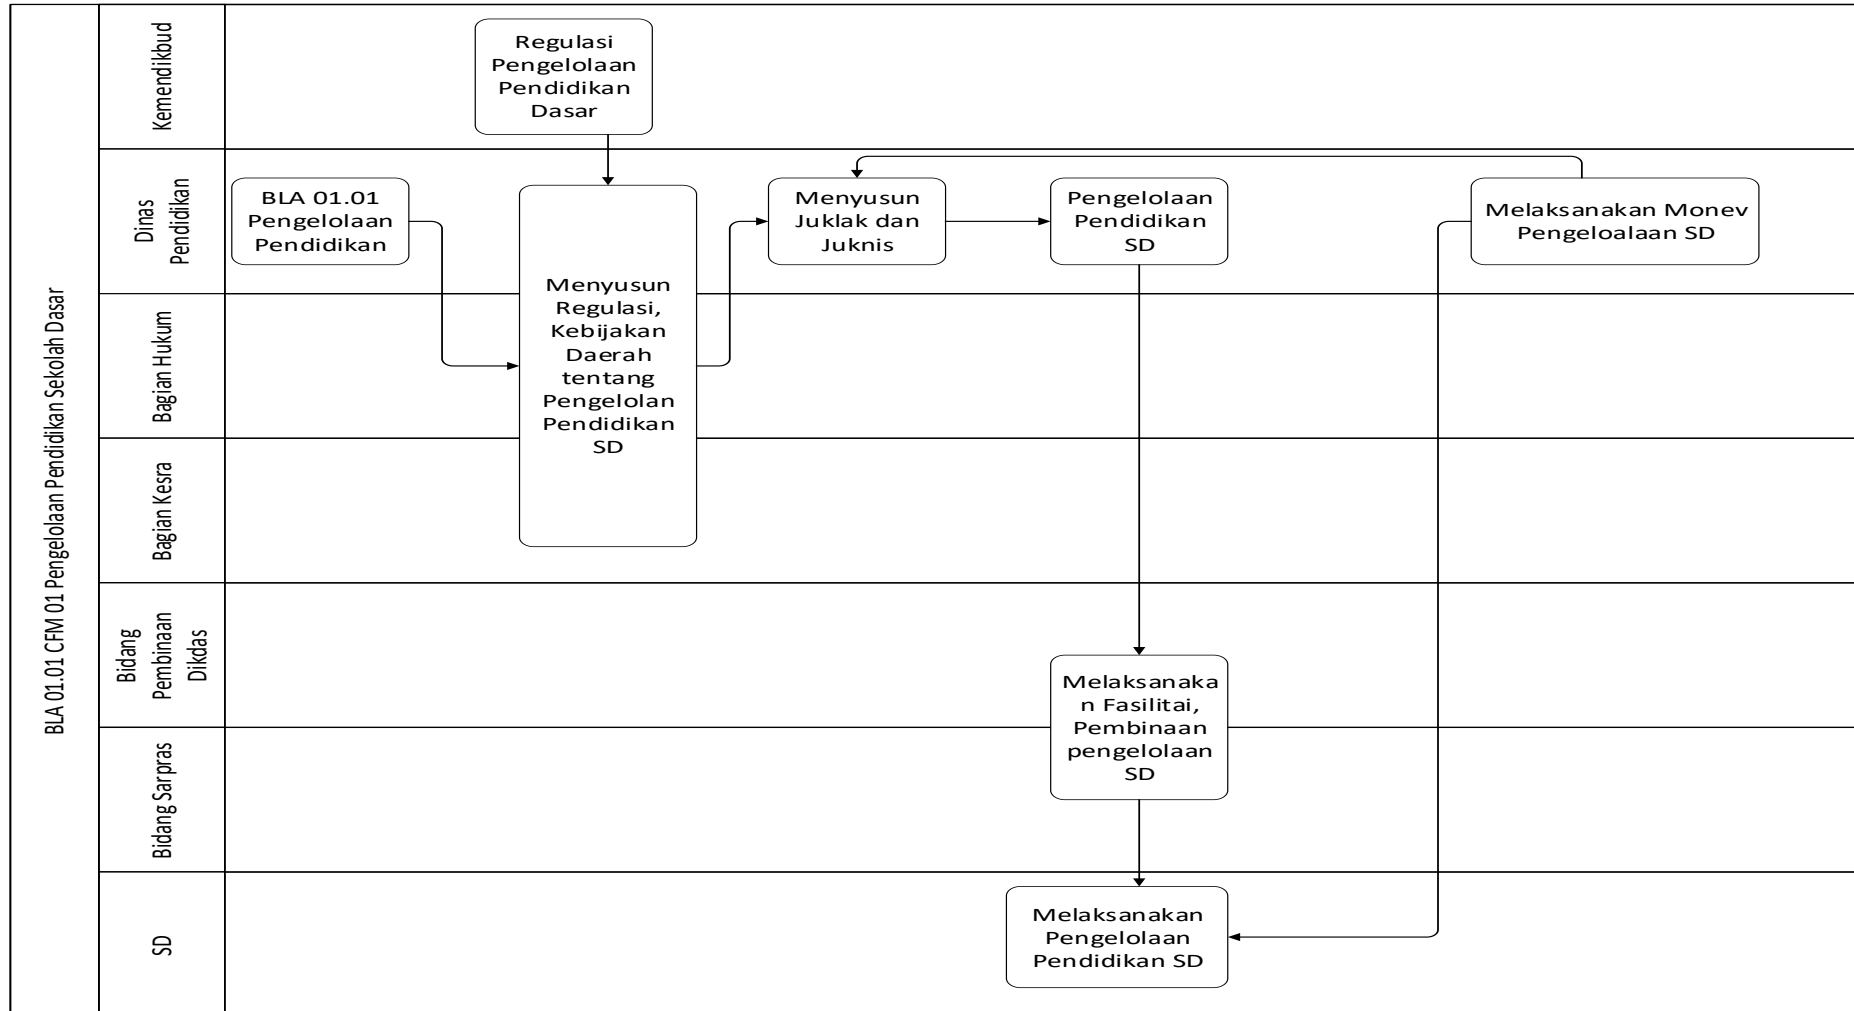 BLA 01.01 CFM 01 Pengelolaan Pendidikan Sekolah Dasar
Kemendikbud
Regulasi
Pengelolaan
Pendidikan
Dasar
Dinas
Pendidikan
BLA 01.01
Pengelolaan
Pendidikan
Menyusun
Regulasi,
Kebijakan
Daerah
tentang
Pengelolan
Pendidikan
SD
Menyusun
Juklak dan
Juknis
Pengelolaan
Pendidikan
SD
Melaksanakan Monev
Pengeloalaan SD
Bagian Hukum
Bagian Kesra
Bidang
Pembinaan
Dikdas
Melaksanaka
n Fasilitai,
Pembinaan
pengelolaan
SD
Bidang Sarpras
SD
Melaksanakan
Pengelolaan
Pendidikan SD